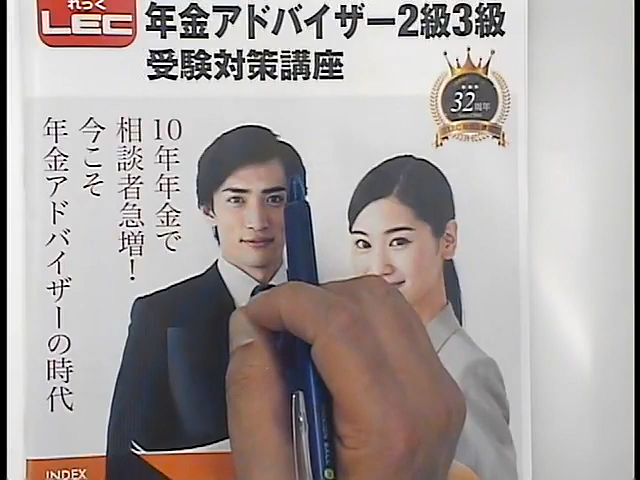 れっく
LEC
年金アドバイザー2級3級
受験対策講座
32周年
10年年金で
相談者急増!
今こそ
年金アドバイザーの時代
INDEX